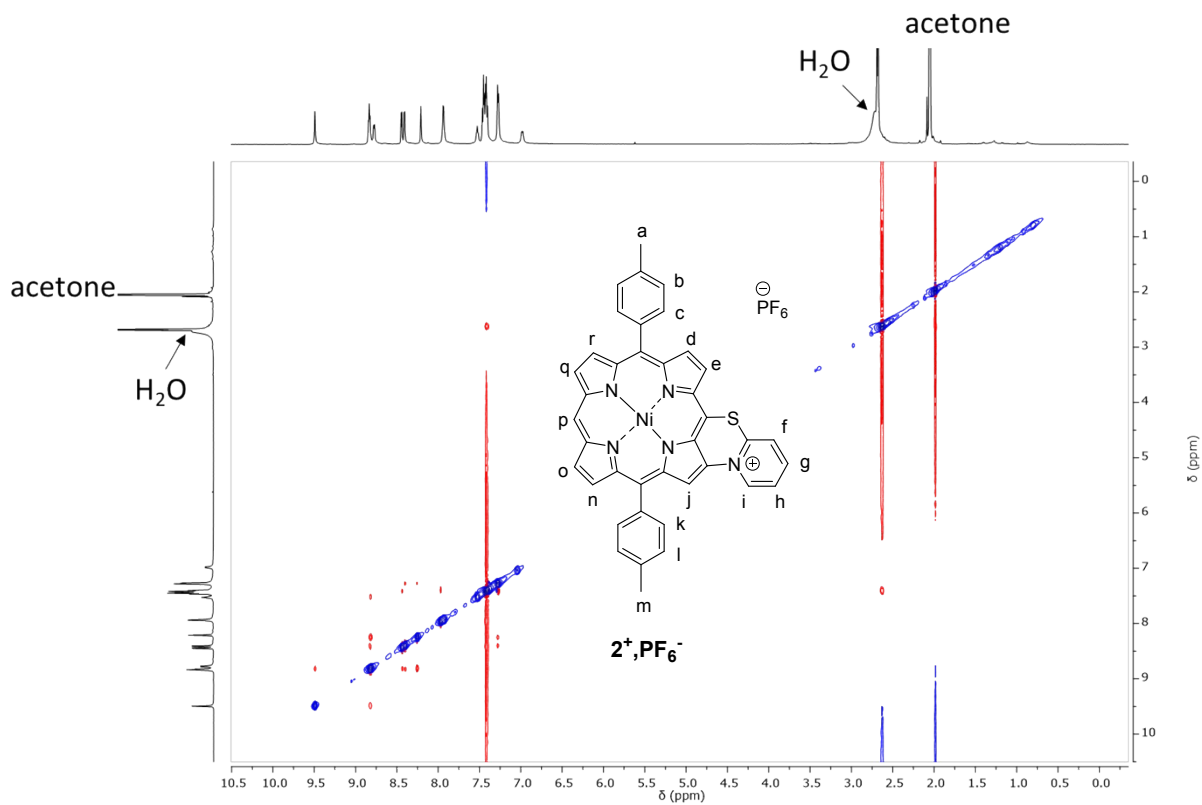 acetone
H₂O
acetone
H₂O
0
1
2
3
4
5
6
7
8
9
10
δ (ppm)
10.5 10.0 9.5 9.0 8.5 8.0 7.5 7.0 6.5 6.0 5.5 5.0 4.5 4.0 3.5 3.0 2.5 2.0 1.5 1.0 0.5 0.0
δ (ppm)
a
b
c
⊖
PF₆
r
d
q
e
N
N
p
Ni
S
f
N
N
N
⊕
g
o
n
j
i
h
k
l
m
2⁺,PF₆⁻